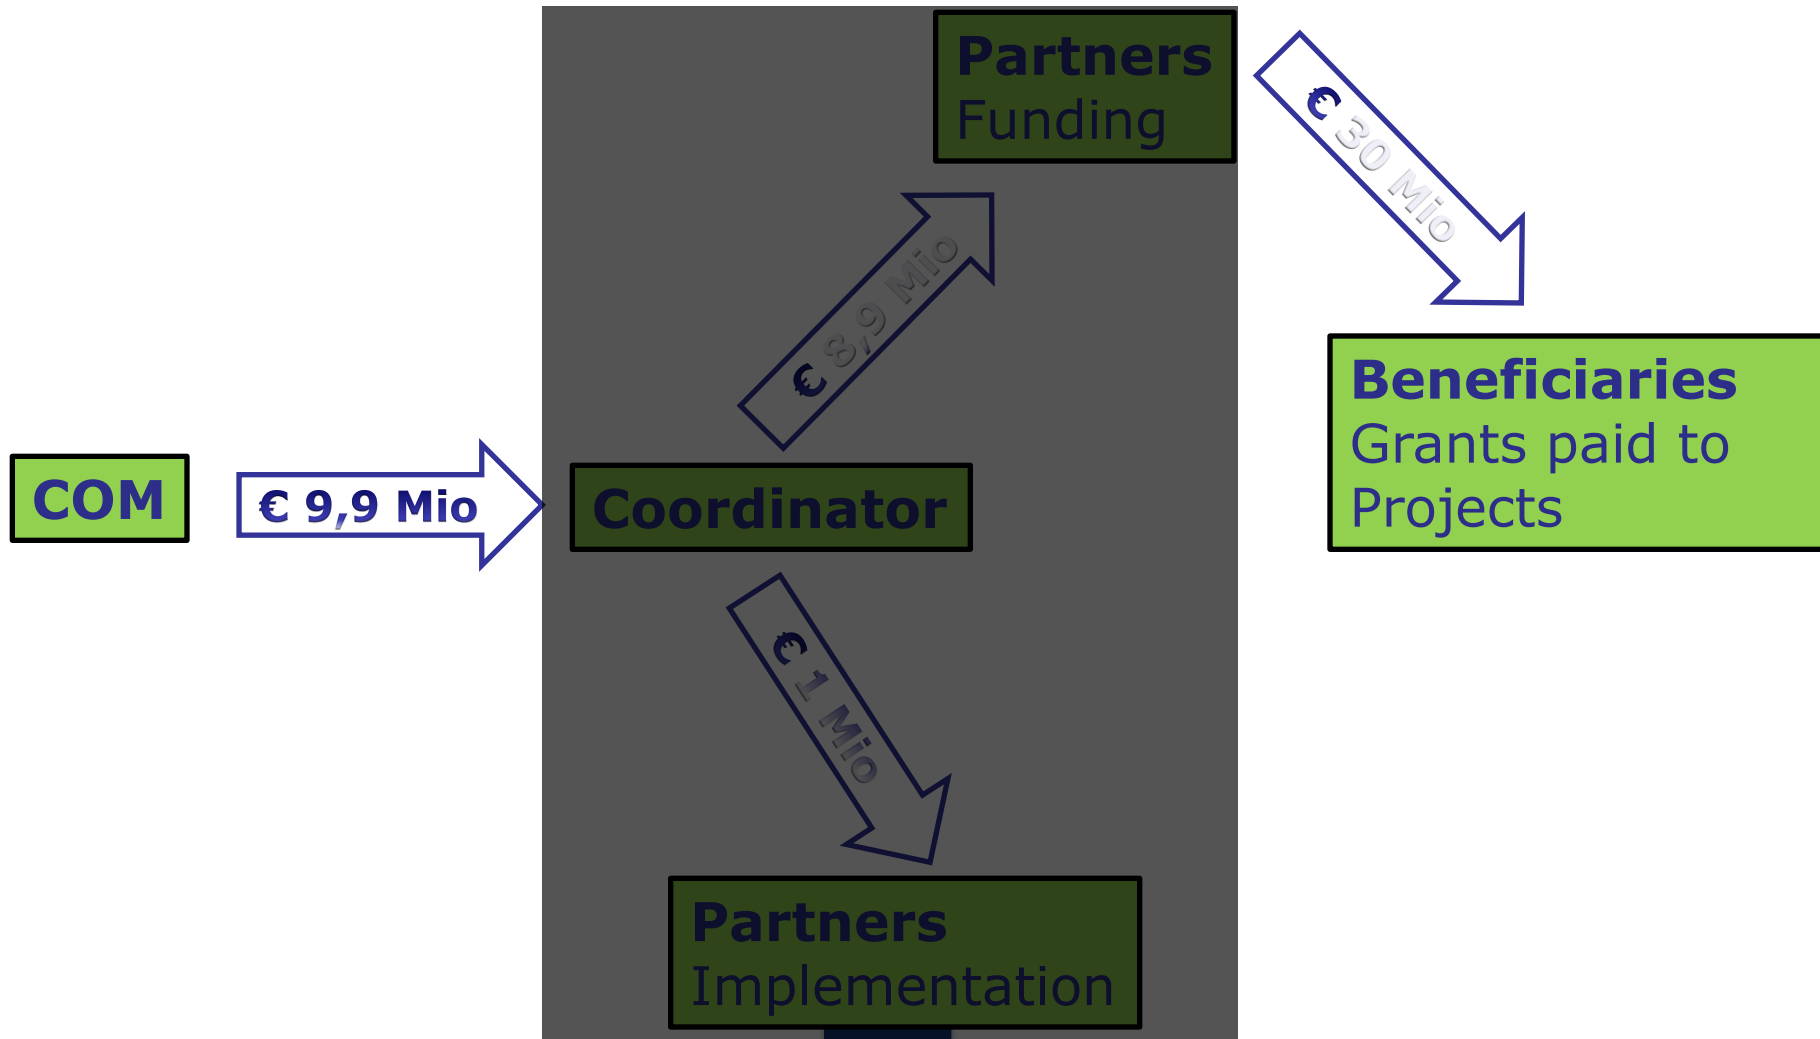 Partners
Funding
€ 30 Mio
€ 8,9 Mio
Beneficiaries
Grants paid to
Projects
COM
€ 9,9 Mio
Coordinator
€ 1 Mio
Partners
Implementation